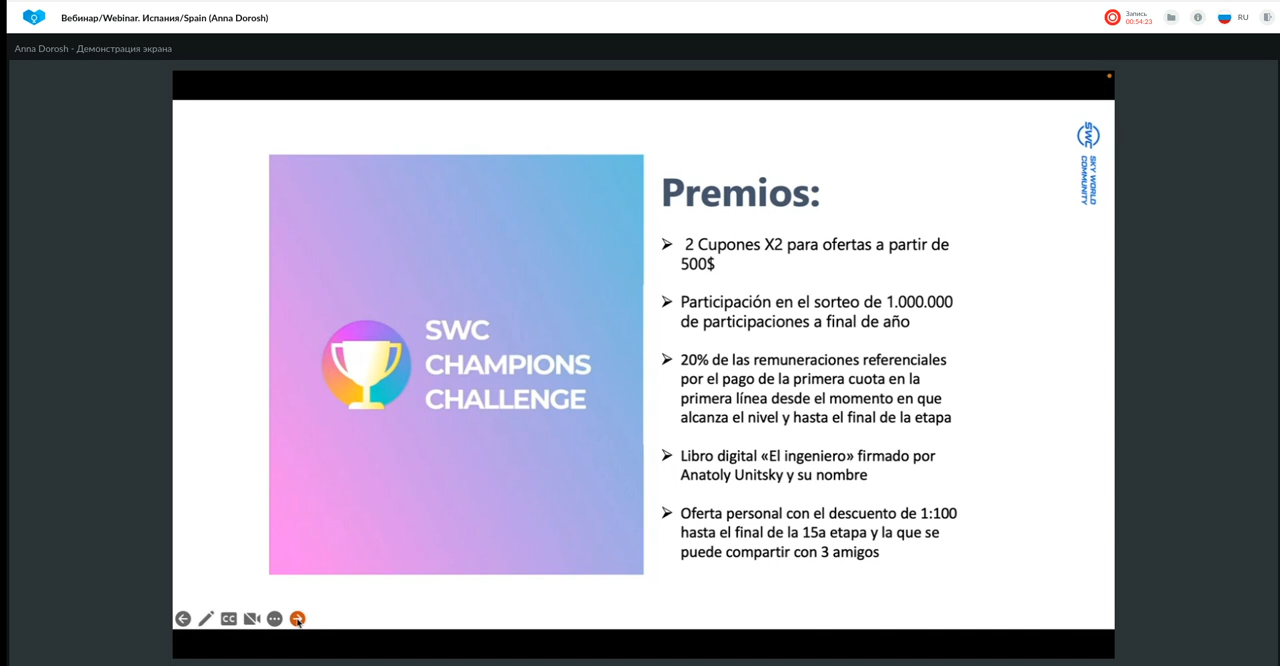 Вебинар/Webinar. Испания/Spain (Anna Dorosh)
Запись
00:54:23
RU
Anna Dorosh - Демонстрация экрана
SWC
SKY WORLD
COMMUNITY
SWC
CHAMPIONS
CHALLENGE
Premios:
➢ 2 Cupones X2 para ofertas a partir de
500$
➢ Participación en el sorteo de 1.000.000
de participaciones a final de año
➢ 20% de las remuneraciones referenciales
por el pago de la primera cuota en la
primera línea desde el momento en que
alcanza el nivel y hasta el final de la etapa
➢ Libro digital «El ingeniero» firmado por
Anatoly Unitsky y su nombre
➢ Oferta personal con el descuento de 1:100
hasta el final de la 15a etapa y la que se
puede compartir con 3 amigos
CC